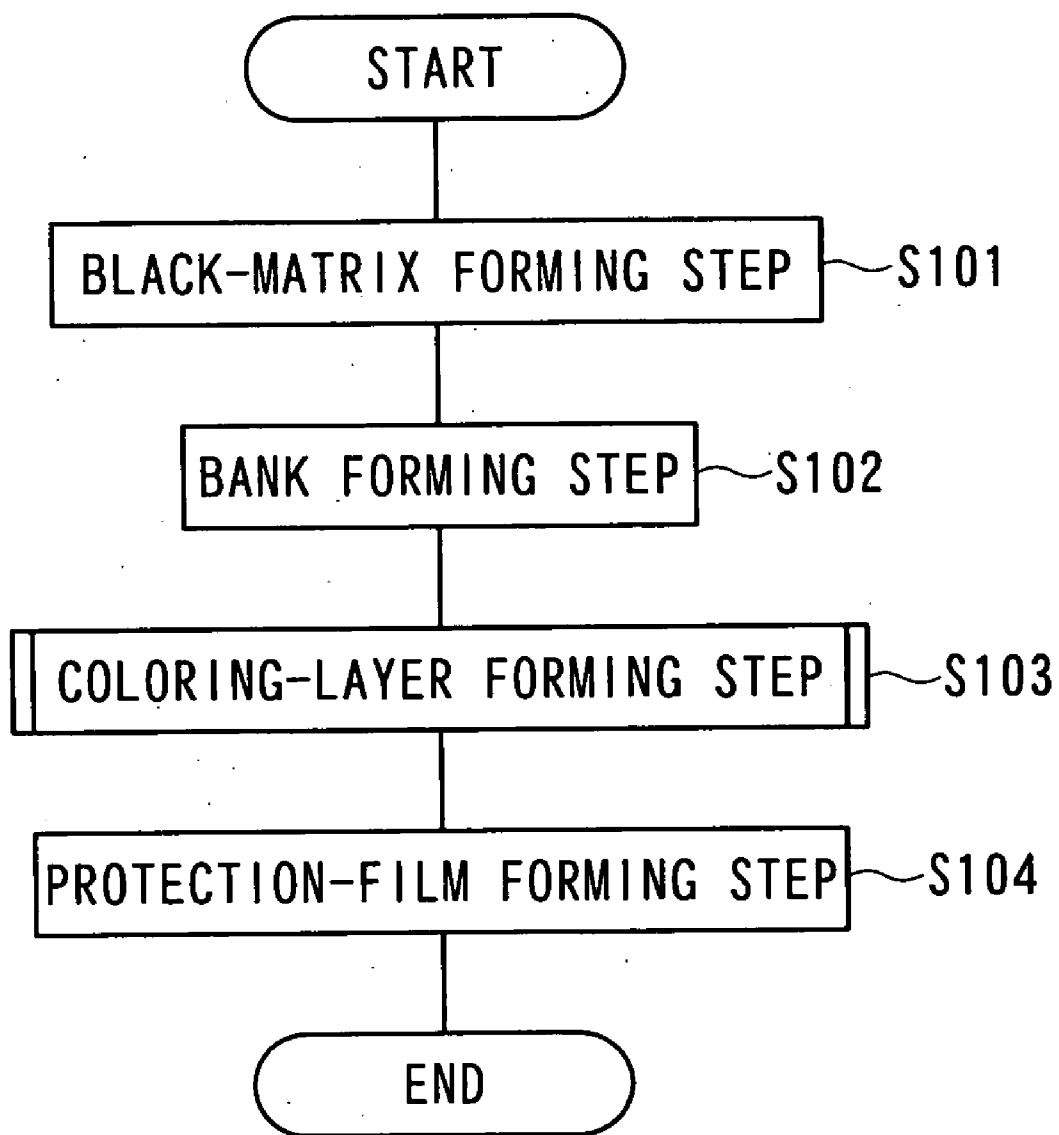 START
BLACK-MATRIX FORMING STEP S101
BANK FORMING STEP S102
COLORING-LAYER FORMING STEP S103
PROTECTION-FILM FORMING STEP S104
END